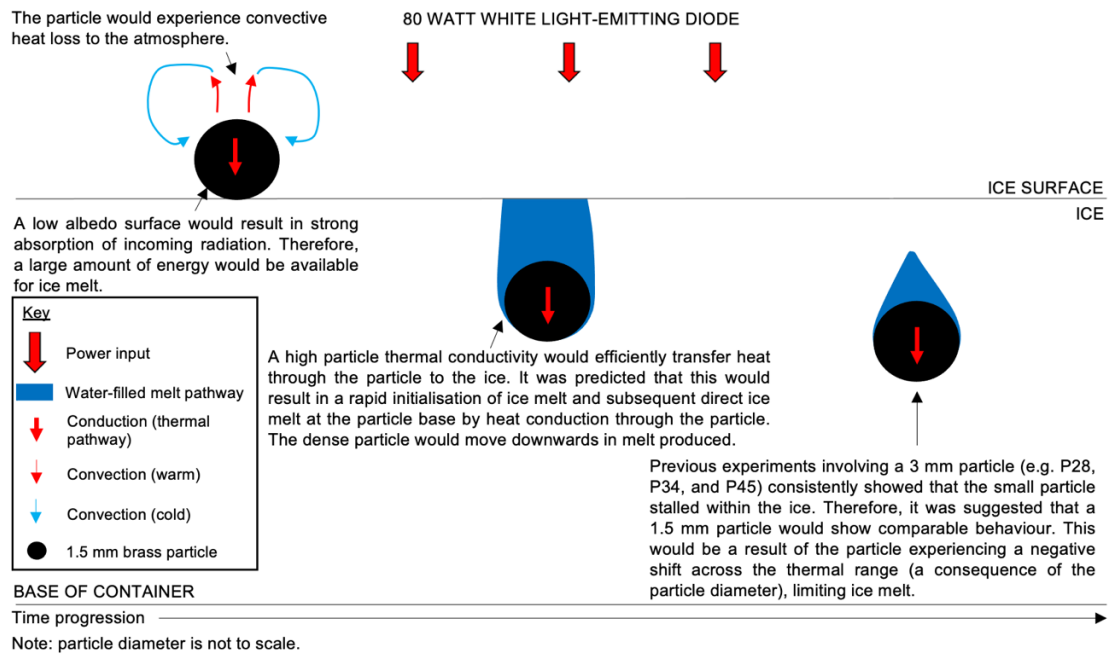 The particle would experience convective
heat loss to the atmosphere.
80 WATT WHITE LIGHT-EMITTING DIODE
ICE SURFACE
ICE
A low albedo surface would result in strong
absorption of incoming radiation. Therefore,
a large amount of energy would be available
for ice melt.
Key
Power input
Water-filled melt pathway
Conduction (thermal
pathway)
Convection (warm)
Convection (cold)
1.5 mm brass particle
A high particle thermal conductivity would efficiently transfer heat
through the particle to the ice. It was predicted that this would
result in a rapid initialisation of ice melt and subsequent direct ice
melt at the particle base by heat conduction through the particle.
The dense particle would move downwards in melt produced.
Previous experiments involving a 3 mm particle (e.g. P28,
P34, and P45) consistently showed that the small particle
stalled within the ice. Therefore, it was suggested that a
1.5 mm particle would show comparable behaviour. This
would be a result of the particle experiencing a negative
shift across the thermal range (a consequence of the
particle diameter), limiting ice melt.
BASE OF CONTAINER
Time progression
Note: particle diameter is not to scale.